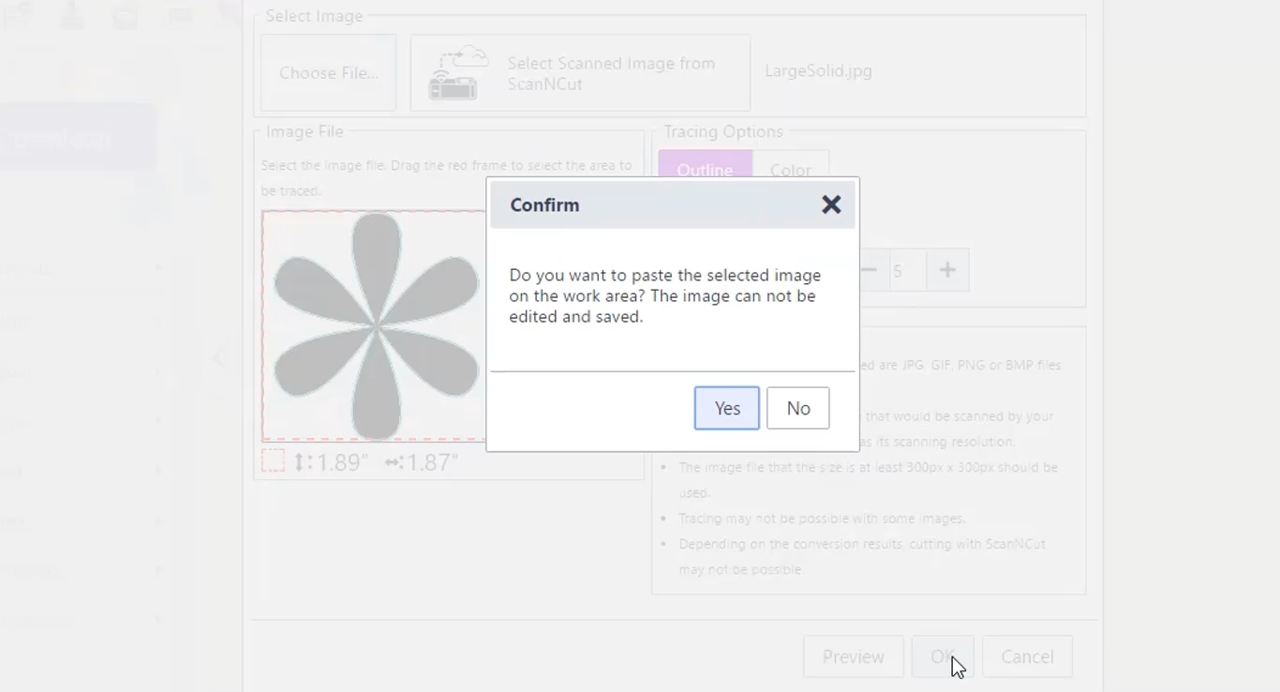 Select Image
Choose File...
Select Scanned Image from
ScanNCut
LargeSolid.jpg
Image File
Select the image file. Drag the red frame to select the area to
be traced.
1.89" 1.87"
Tracing Options
Outline Color
5
Confirm
Do you want to paste the selected image
on the work area? The image can not be
edited and saved.
Yes No
ed are JPG, GIF, PNG or BMP files
that would be scanned by your
as its scanning resolution.
• The image file that the size is at least 300px x 300px should be
used.
• Tracing may not be possible with some images.
• Depending on the conversion results, cutting with ScanNCut
may not be possible.
Preview OK Cancel